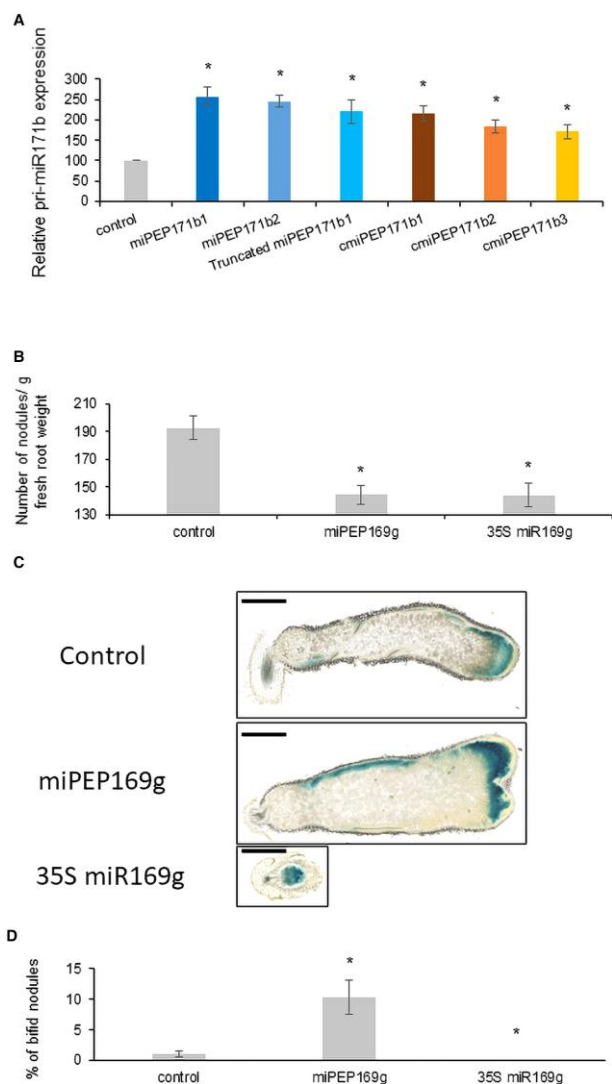 A
Relative pri-miR171b expression
300
250
200
150
100
50
0
* * * * * *
control miPEP171b1 miPEP171b2 Truncated miPEP171b1 cmiPEP171b1 cmiPEP171b2 cmiPEP171b3
B
Number of nodules/ g
fresh root weight
210
190
170
150
130
* *
control miPEP169g 35S miR169g
C
Control
miPEP169g
35S miR169g
D
% of bifid nodules
15
10
5
0
* *
control miPEP169g 35S miR169g